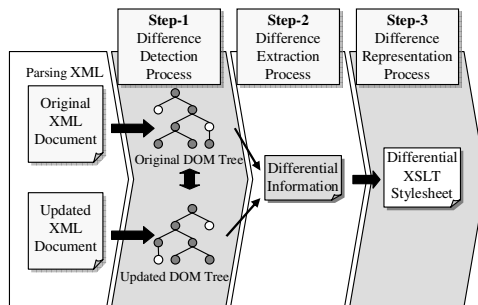 Step-1
Difference
Detection
Process
Step-2
Difference
Extraction
Process
Step-3
Difference
Representation
Process
Parsing XML
Original
XML
Document
Original DOM Tree
Differential
Information
Differential
XSLT
Stylesheet
Updated
XML
Document
Updated DOM Tree